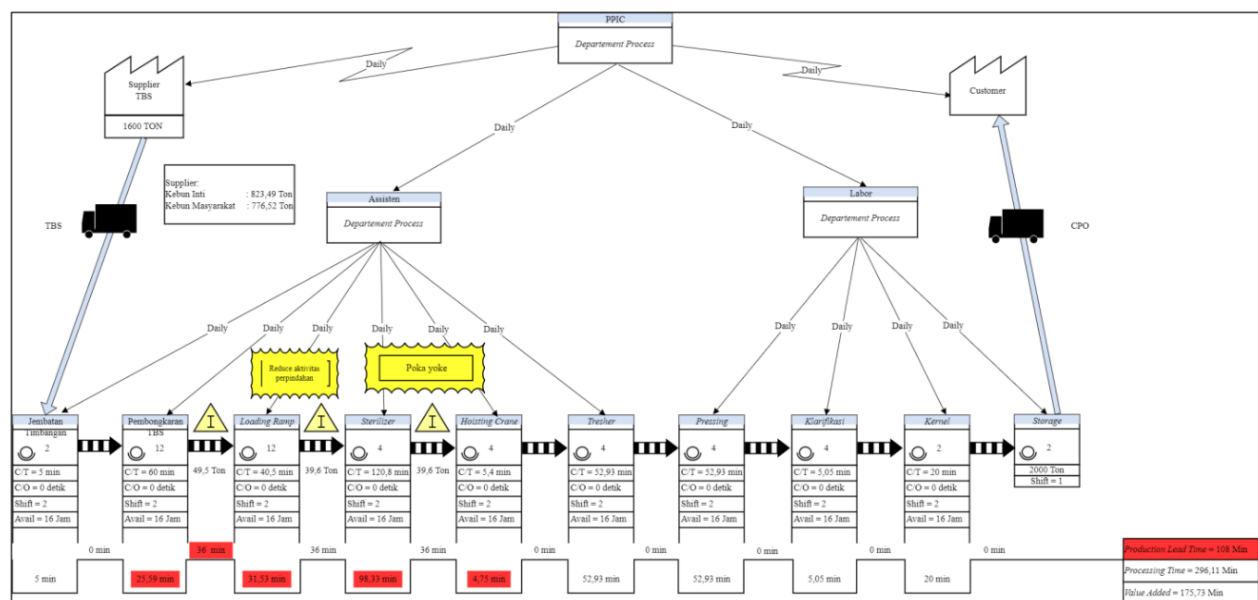 PPIC
Departement Process
Daily
Daily
Supplier
TBS
1600 TON
Customer
Daily
Daily
Supplier:
Kebun Inti : 823,49 Ton
Kebun Masyarakat : 776,52 Ton
Assisten
Departement Process
Labor
Departement Process
TBS
CPO
Daily
Daily
Daily
Daily
Daily
Daily
Daily
Daily
Daily
Daily
Reduce aktivitas
perpindahan
Poka yoke
Jembatan
Timbangan
2
C/T = 5 min
C/O = 0 detik
Shift = 2
Avail = 16 Jam
Pembongkaran
TBS
12
C/T = 60 min
C/O = 0 detik
Shift = 2
Avail = 16 Jam
I
49,5 Ton
Loading Ramp
12
C/T = 40,5 min
C/O = 0 detik
Shift = 2
Avail = 16 Jam
I
39,6 Ton
Sterilizer
4
C/T = 120,8 min
C/O = 0 detik
Shift = 2
Avail = 16 Jam
I
39,6 Ton
Hoisting Crane
4
C/T = 5,4 min
C/O = 0 detik
Shift = 2
Avail = 16 Jam
Tresher
4
C/T = 52,93 min
C/O = 0 detik
Shift = 2
Avail = 16 Jam
Pressing
4
C/T = 52,93 min
C/O = 0 detik
Shift = 2
Avail = 16 Jam
Klarifikasi
4
C/T = 5,05 min
C/O = 0 detik
Shift = 2
Avail = 16 Jam
Kernel
2
C/T = 20 min
C/O = 0 detik
Shift = 2
Avail = 16 Jam
Storage
2
2000 Ton
Shift = 1
0 min
36 min
36 min
36 min
0 min
0 min
0 min
0 min
0 min
5 min
25,59 min
31,53 min
98,33 min
4,75 min
52,93 min
52,93 min
5,05 min
20 min
Production Lead Time = 108 Min
Processing Time = 296,11 Min
Value Added = 175,73 Min